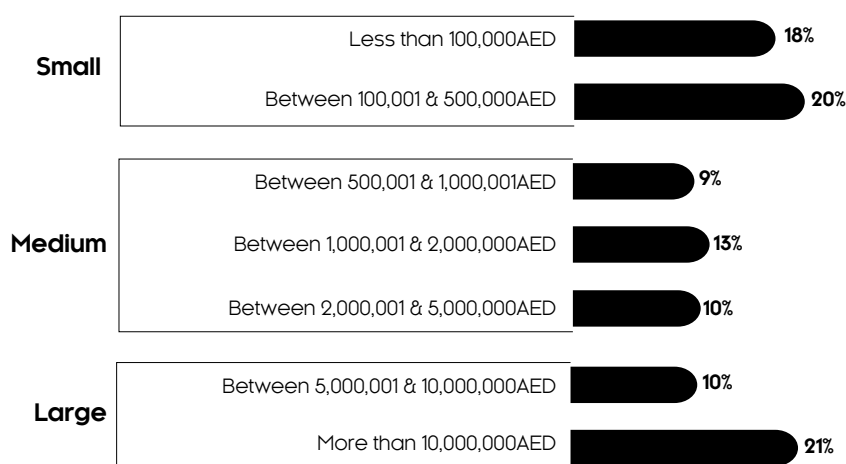 Small
Less than 100,000AED 18%
Between 100,001 & 500,000AED 20%
Medium
Between 500,001 & 1,000,001AED 9%
Between 1,000,001 & 2,000,000AED 13%
Between 2,000,001 & 5,000,000AED 10%
Large
Between 5,000,001 & 10,000,000AED 10%
More than 10,000,000AED 21%